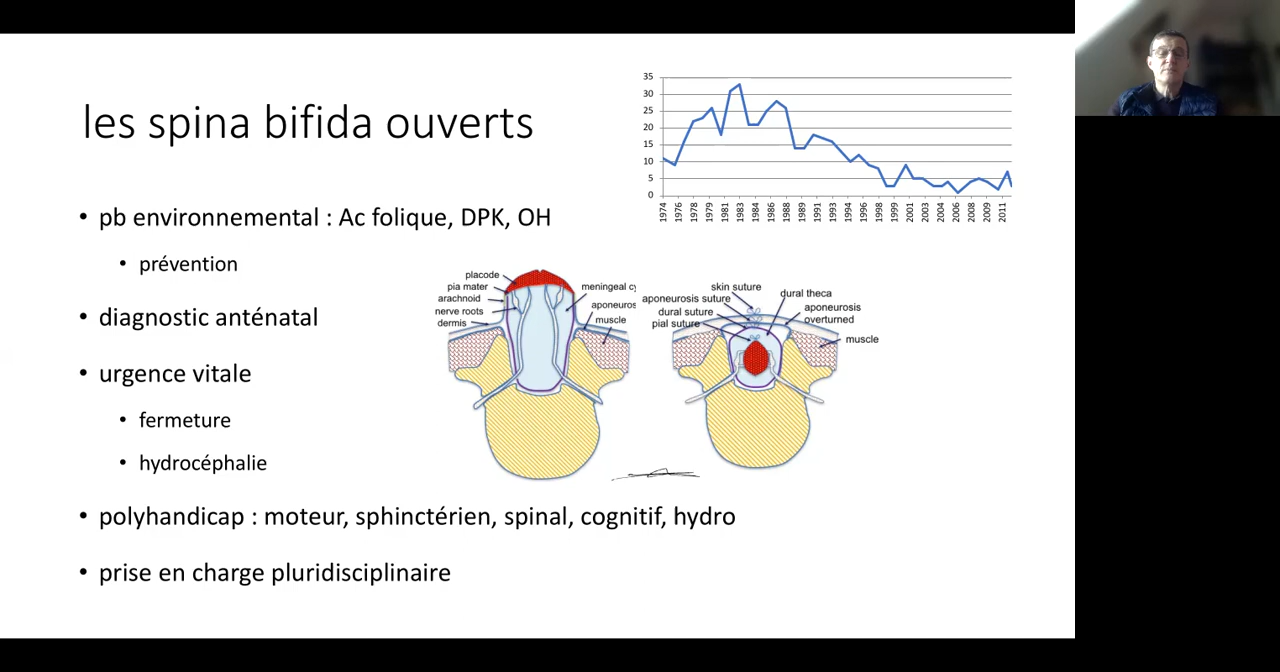 les spina bifida ouverts
• pb environnemental : Ac folique, DPK, OH
• prévention
• diagnostic anténatal
• urgence vitale
• fermeture
• hydrocéphalie
• polyhandicap : moteur, sphinctérien, spinal, cognitif, hydro
• prise en charge pluridisciplinaire
35
30
25
20
15
10
5
0
1974
1976
1978
1979
1981
1983
1984
1986
1988
1989
1991
1993
1994
1996
1998
1999
2001
2003
2004
2006
2008
2009
2011
placode
pia mater
arachnoid
nerve roots
dermis
meningeal cy
aponeuros
muscle
skin suture
aponeurosis suture
dural suture
pial suture
dural theca
aponeurosis
overturned
muscle